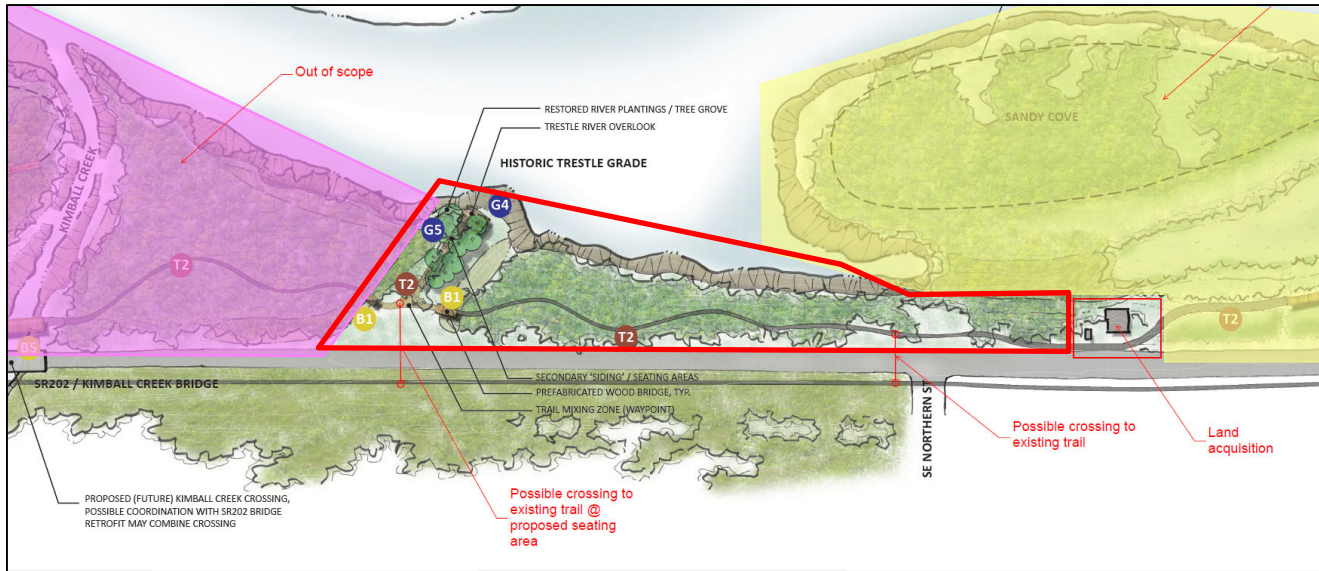 Out of scope
RESTORED RIVER PLANTINGS / TREE GROVE
TRESTLE RIVER OVERLOOK
HISTORIC TRESTLE GRADE
SANDY COVE
KIMBALL CREEK
G4
G5
T2
T2
B1
B1
T2
T2
B5
SR202 / KIMBALL CREEK BRIDGE
SECONDARY 'SIDING' / SEATING AREAS
PREFABRICATED WOOD BRIDGE, TYP.
TRAIL MIXING ZONE (WAYPOINT)
SE NORTHERN ST
Possible crossing to
existing trail
Land
acquisition
PROPOSED (FUTURE) KIMBALL CREEK CROSSING,
POSSIBLE COORDINATION WITH SR202 BRIDGE
RETROFIT MAY COMBINE CROSSING
Possible crossing to
existing trail @
proposed seating
area